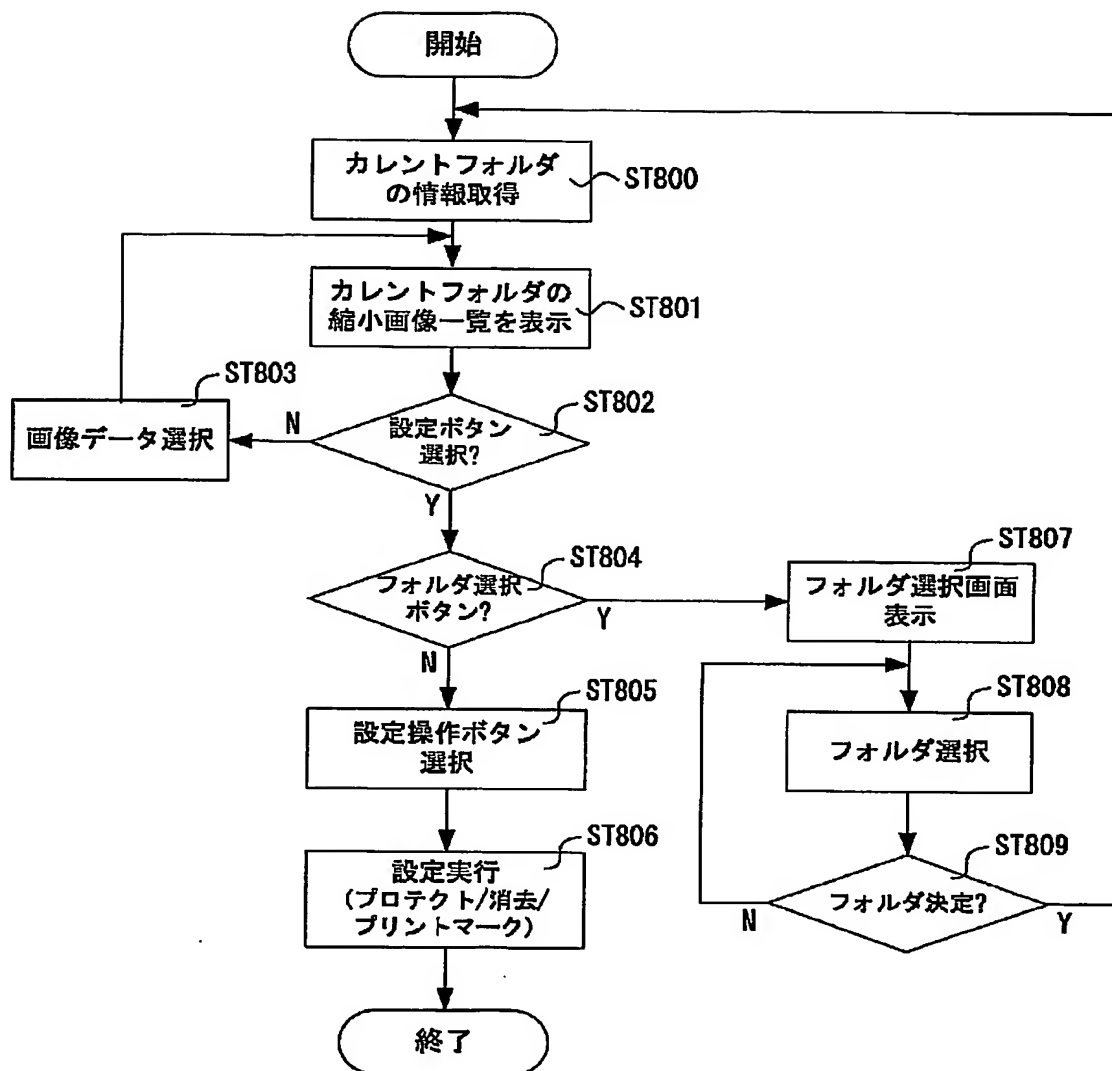 開始
カレントフォルダ
の情報取得
ST800
カレントフォルダの
縮小画像一覧を表示
ST801
ST803
画像データ選択
N
設定ボタン
選択?
ST802
Y
フォルダ選択
ボタン?
ST804
Y
N
ST807
フォルダ選択画面
表示
ST805
設定操作ボタン
選択
ST808
フォルダ選択
ST806
設定実行
(プロテクト/消去/
プリントマーク)
ST809
フォルダ決定?
N
Y
終了